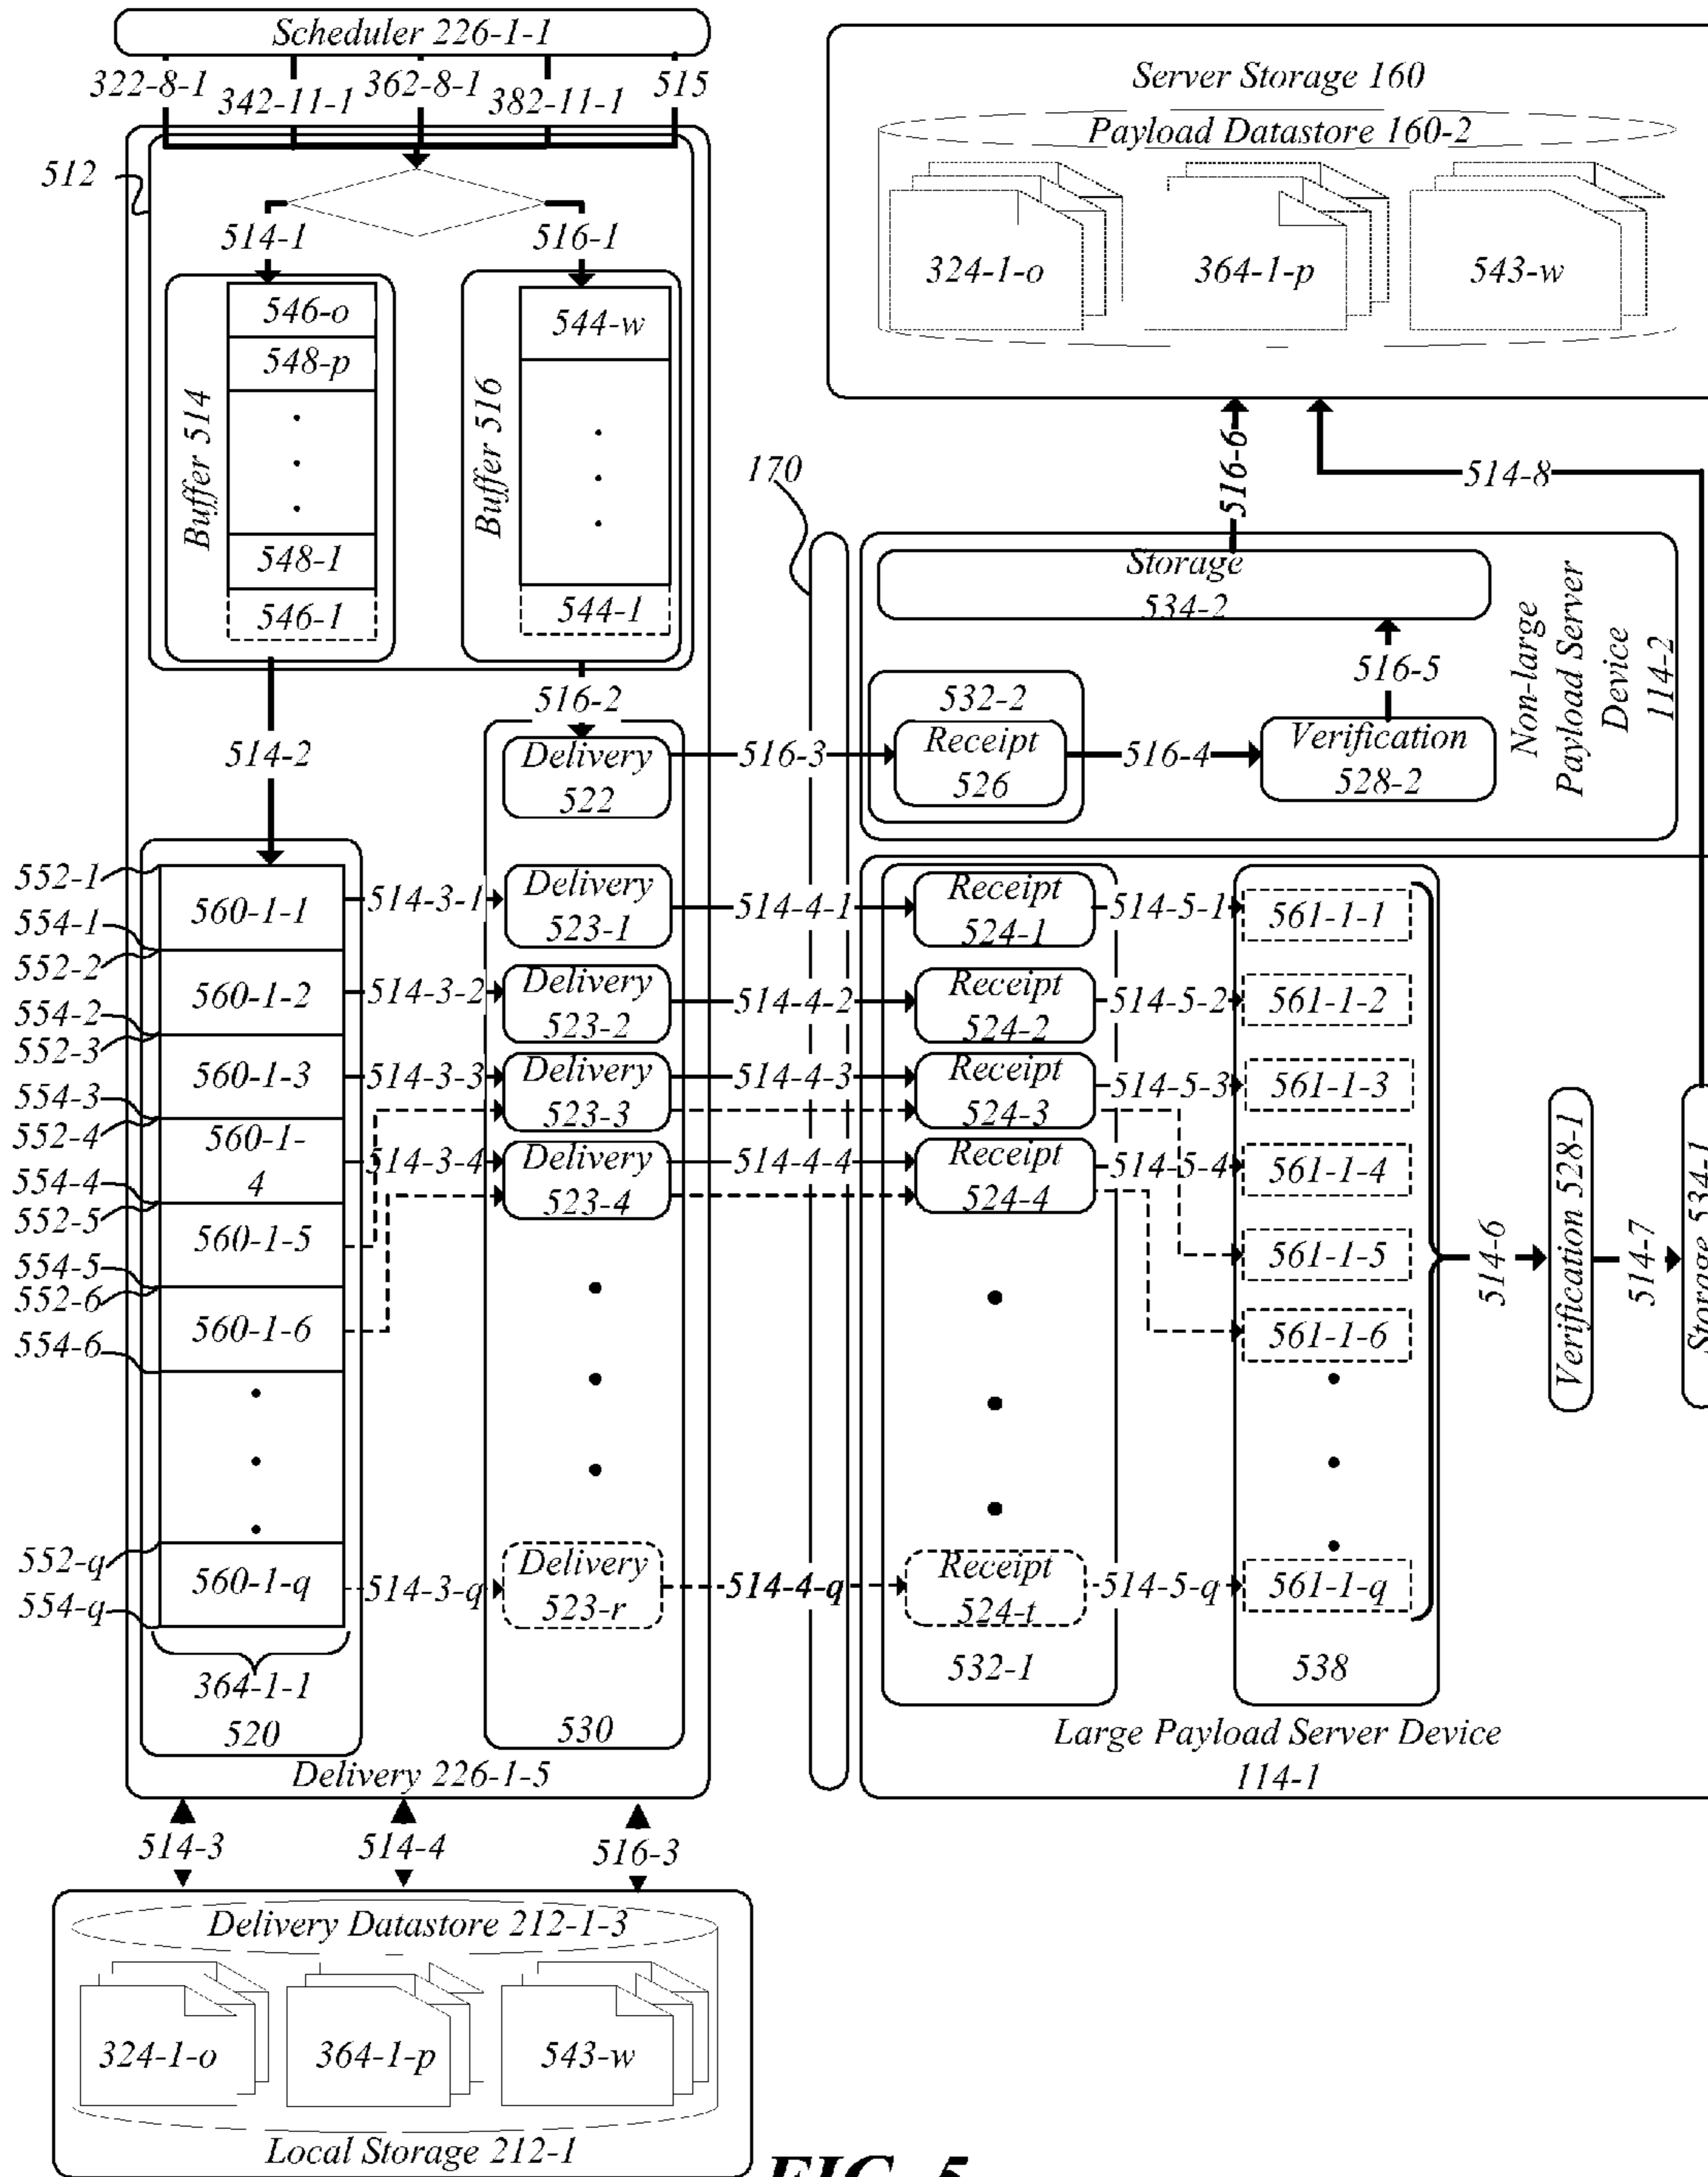 Scheduler 226-1-1
322-8-1
342-11-1
362-8-1
382-11-1
515
512
514-1
516-1
546-o
548-p
Buffer 514
548-1
546-1
544-w
Buffer 516
544-1
514-2
516-2
Server Storage 160
Payload Datastore 160-2
324-1-o
364-1-p
543-w
516-6
514-8
170
Storage
534-2
516-5
532-2
Receipt
526
516-4
Verification
528-2
Non-large
Payload Server
Device
114-2
Delivery
522
516-3
552-1
554-1
552-2
554-2
552-3
554-3
552-4
554-4
552-5
554-5
552-6
554-6
552-q
554-q
560-1-1
560-1-2
560-1-3
560-1-
4
560-1-5
560-1-6
560-1-q
364-1-1
520
514-3-1
514-3-2
514-3-3
514-3-4
514-3-q
Delivery
523-1
Delivery
523-2
Delivery
523-3
Delivery
523-4
Delivery
523-r
530
Delivery 226-1-5
514-4-1
514-4-2
514-4-3
514-4-4
514-4-q
Receipt
524-1
Receipt
524-2
Receipt
524-3
Receipt
524-4
Receipt
524-t
532-1
514-5-1
514-5-2
514-5-3
514-5-4
514-5-q
561-1-1
561-1-2
561-1-3
561-1-4
561-1-5
561-1-6
561-1-q
538
514-6
Verification 528-1
514-7
Storage 534-1
Large Payload Server Device
114-1
514-3
514-4
516-3
Delivery Datastore 212-1-3
324-1-o
364-1-p
543-w
Local Storage 212-1
FIG. 5